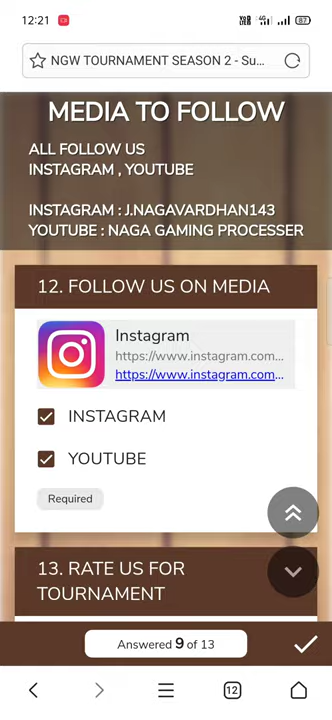 12:21
4G
87
NGW TOURNAMENT SEASON 2 - Su...
MEDIA TO FOLLOW
ALL FOLLOW US
INSTAGRAM , YOUTUBE
INSTAGRAM : J.NAGAVARDHAN143
YOUTUBE : NAGA GAMING PROCESSER
12. FOLLOW US ON MEDIA
Instagram
https://www.instagram.com...
https://www.instagram.com...
INSTAGRAM
YOUTUBE
Required
13. RATE US FOR
TOURNAMENT
Answered 9 of 13
12